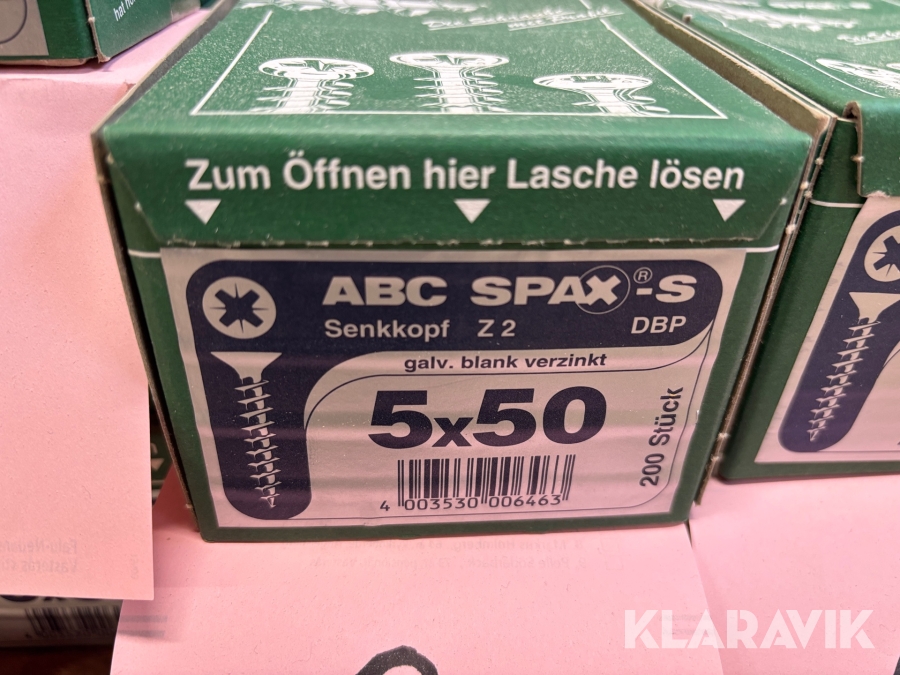 Zum Öffnen hier Lasche lösen
ABC SPAX®-S
Senkkopf Z 2 DBP
galv. blank verzinkt
5x50
200 Stück
4 003530 006463
KLARAVIK